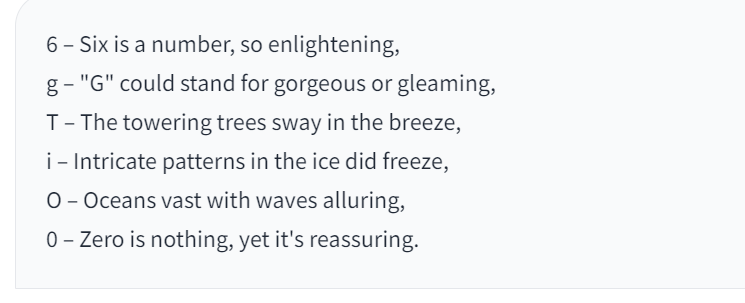 6 – Six is a number, so enlightening,
g – "G" could stand for gorgeous or gleaming,
T – The towering trees sway in the breeze,
i – Intricate patterns in the ice did freeze,
O – Oceans vast with waves alluring,
0 – Zero is nothing, yet it's reassuring.